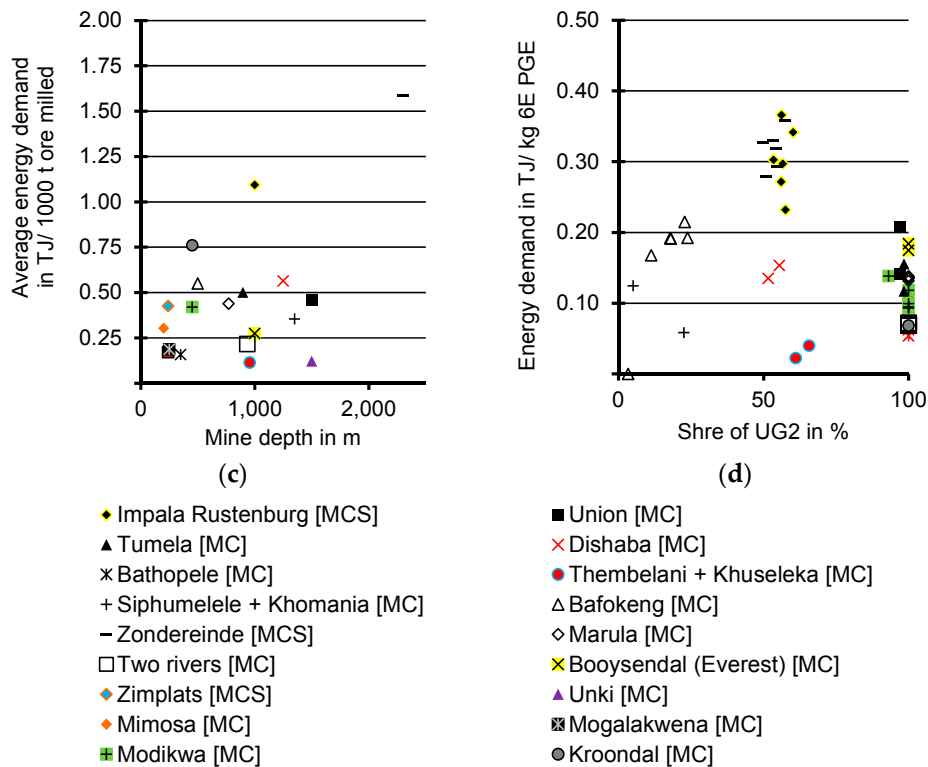 2.00
1.75
1.50
1.25
1.00
0.75
0.50
0.25
Average energy demand
in TJ/ 1000 t ore milled
0 1,000 2,000
Mine depth in m
(c)
0.50
0.40
0.30
0.20
0.10
Energy demand in TJ/ kg 6E PGE
0 50 100
Shre of UG2 in %
(d)
Impala Rustenburg [MCS]
Tumela [MC]
Bathopele [MC]
Siphumelele + Khomania [MC]
Zondereinde [MCS]
Two rivers [MC]
Zimplats [MCS]
Mimosa [MC]
Modikwa [MC]
Union [MC]
Dishaba [MC]
Thembelani + Khuseleka [MC]
Bafokeng [MC]
Marula [MC]
Booysendal (Everest) [MC]
Unki [MC]
Mogalakwena [MC]
Kroondal [MC]